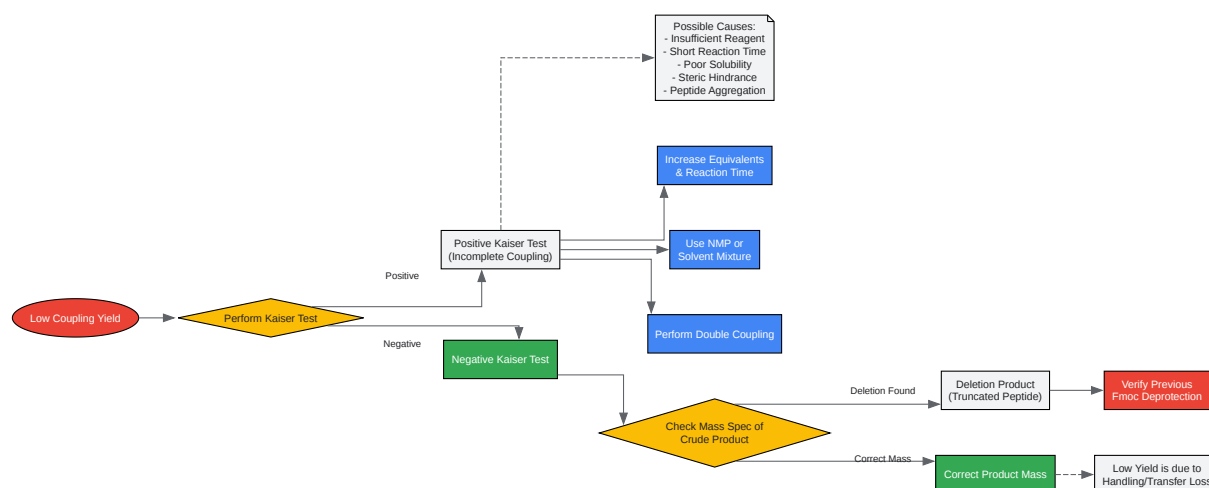 Possible Causes:
- Insufficient Reagent
- Short Reaction Time
- Poor Solubility
- Steric Hindrance
- Peptide Aggregation
Increase Equivalents
& Reaction Time
Positive Kaiser Test
(Incomplete Coupling)
Use NMP or
Solvent Mixture
Positive
Low Coupling Yield
Perform Kaiser Test
Perform Double Coupling
Negative
Negative Kaiser Test
Deletion Found
Deletion Product
(Truncated Peptide)
Verify Previous
Fmoc Deprotection
Check Mass Spec of
Crude Product
Correct Mass
Correct Product Mass
Low Yield is due to
Handling/Transfer Loss